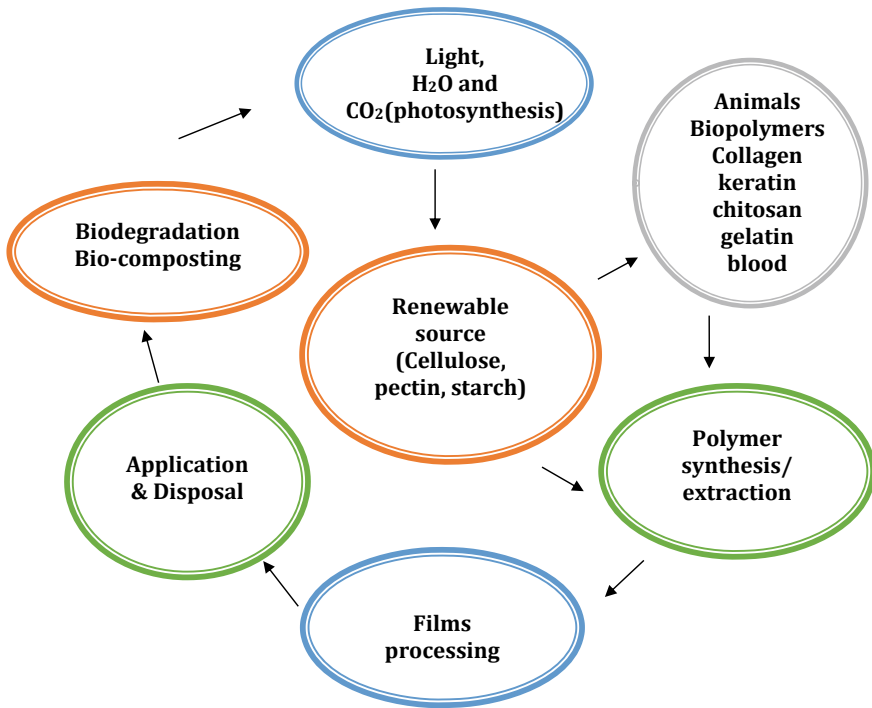 Light,
H₂O and
CO₂(photosynthesis)
Animals
Biopolymers
Collagen
keratin
chitosan
gelatin
blood
Biodegradation
Bio-composting
Renewable
source
(Cellulose,
pectin, starch)
Application
& Disposal
Polymer
synthesis/
extraction
Films
processing